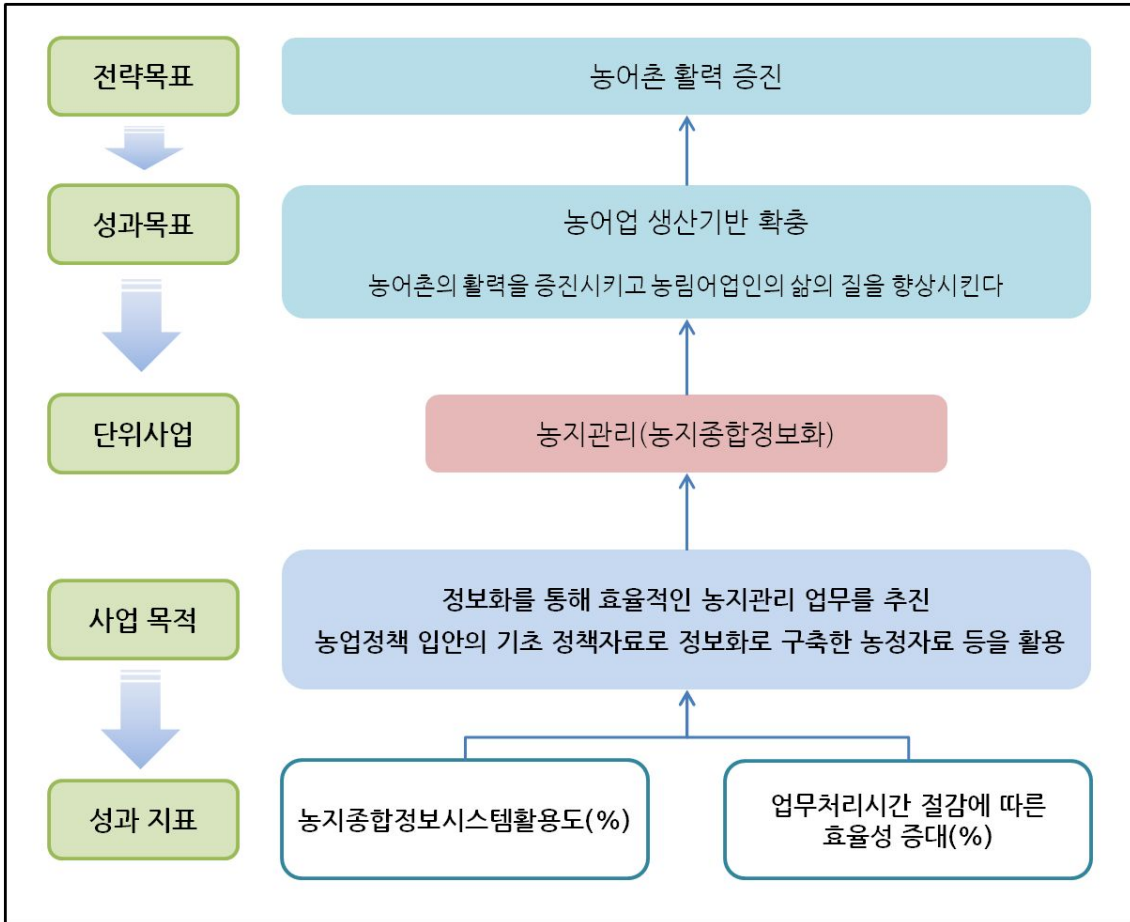 전략목표
농어촌 활력 증진
성과목표
농어업 생산기반 확충
농어촌의 활력을 증진시키고 농림어업인의 삶의 질을 향상시킨다
단위사업
농지관리(농지종합정보화)
사업 목적
정보화를 통해 효율적인 농지관리 업무를 추진
농업정책 입안의 기초 정책자료로 정보화로 구축한 농정자료 등을 활용
성과 지표
농지종합정보시스템활용도(%)
업무처리시간 절감에 따른
효율성 증대(%)